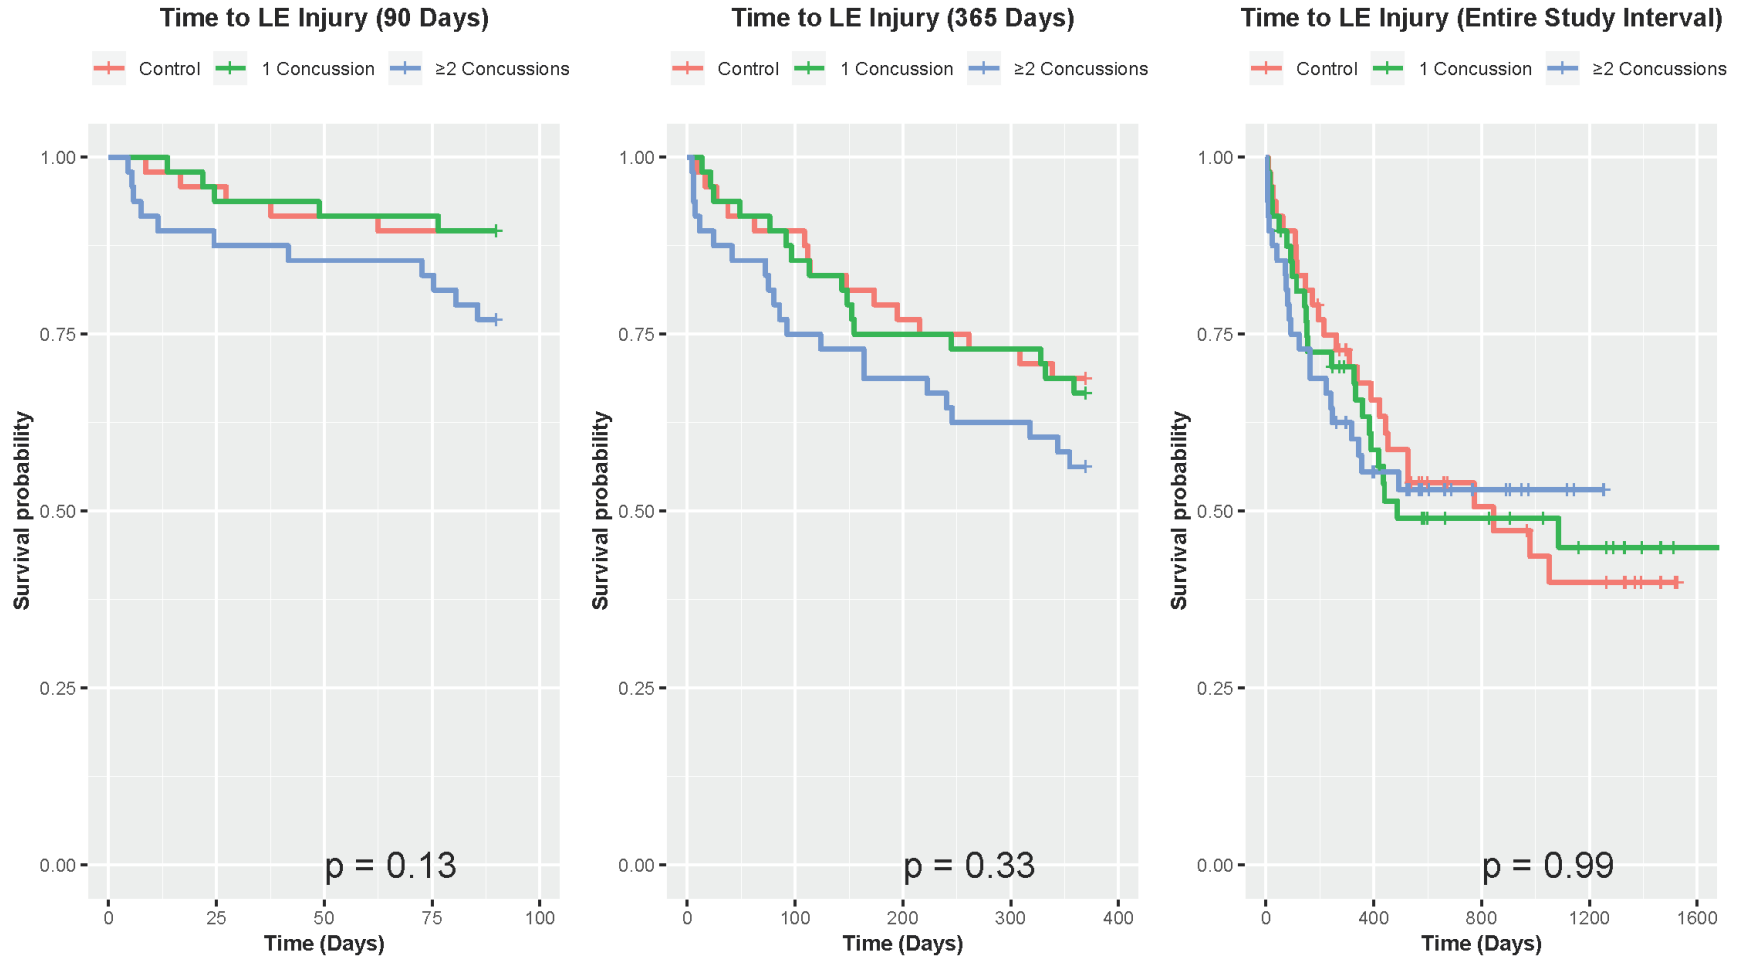 Time to LE Injury (90 Days)
Control 1 Concussion ≥2 Concussions
Survival probability
1.00
0.75
0.50
0.25
0.00
p = 0.13
0 25 50 75 100
Time (Days)
Time to LE Injury (365 Days)
Control 1 Concussion ≥2 Concussions
Survival probability
1.00
0.75
0.50
0.25
0.00
p = 0.33
0 100 200 300 400
Time (Days)
Time to LE Injury (Entire Study Interval)
Control 1 Concussion ≥2 Concussions
Survival probability
1.00
0.75
0.50
0.25
0.00
p = 0.99
0 400 800 1200 1600
Time (Days)